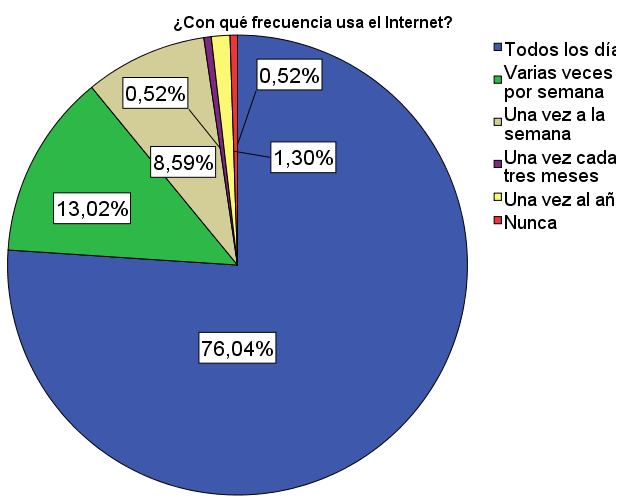 ¿Con qué frecuencia usa el Internet?
0,52%
0,52%
8,59%
1,30%
13,02%
76,04%
Todos los día
Varias veces
por semana
Una vez a la
semana
Una vez cada
tres meses
Una vez al añ
Nunca